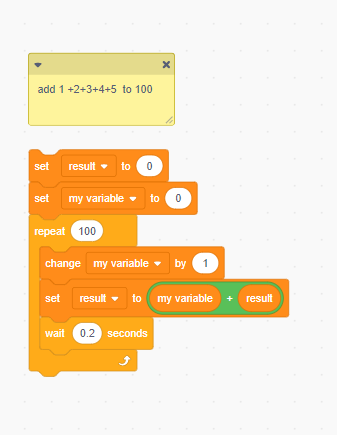 add 1 +2+3+4+5  to 100
set result to 0
set my variable to 0
repeat 100
change my variable by 1
set result to my variable + result
wait 0.2 seconds